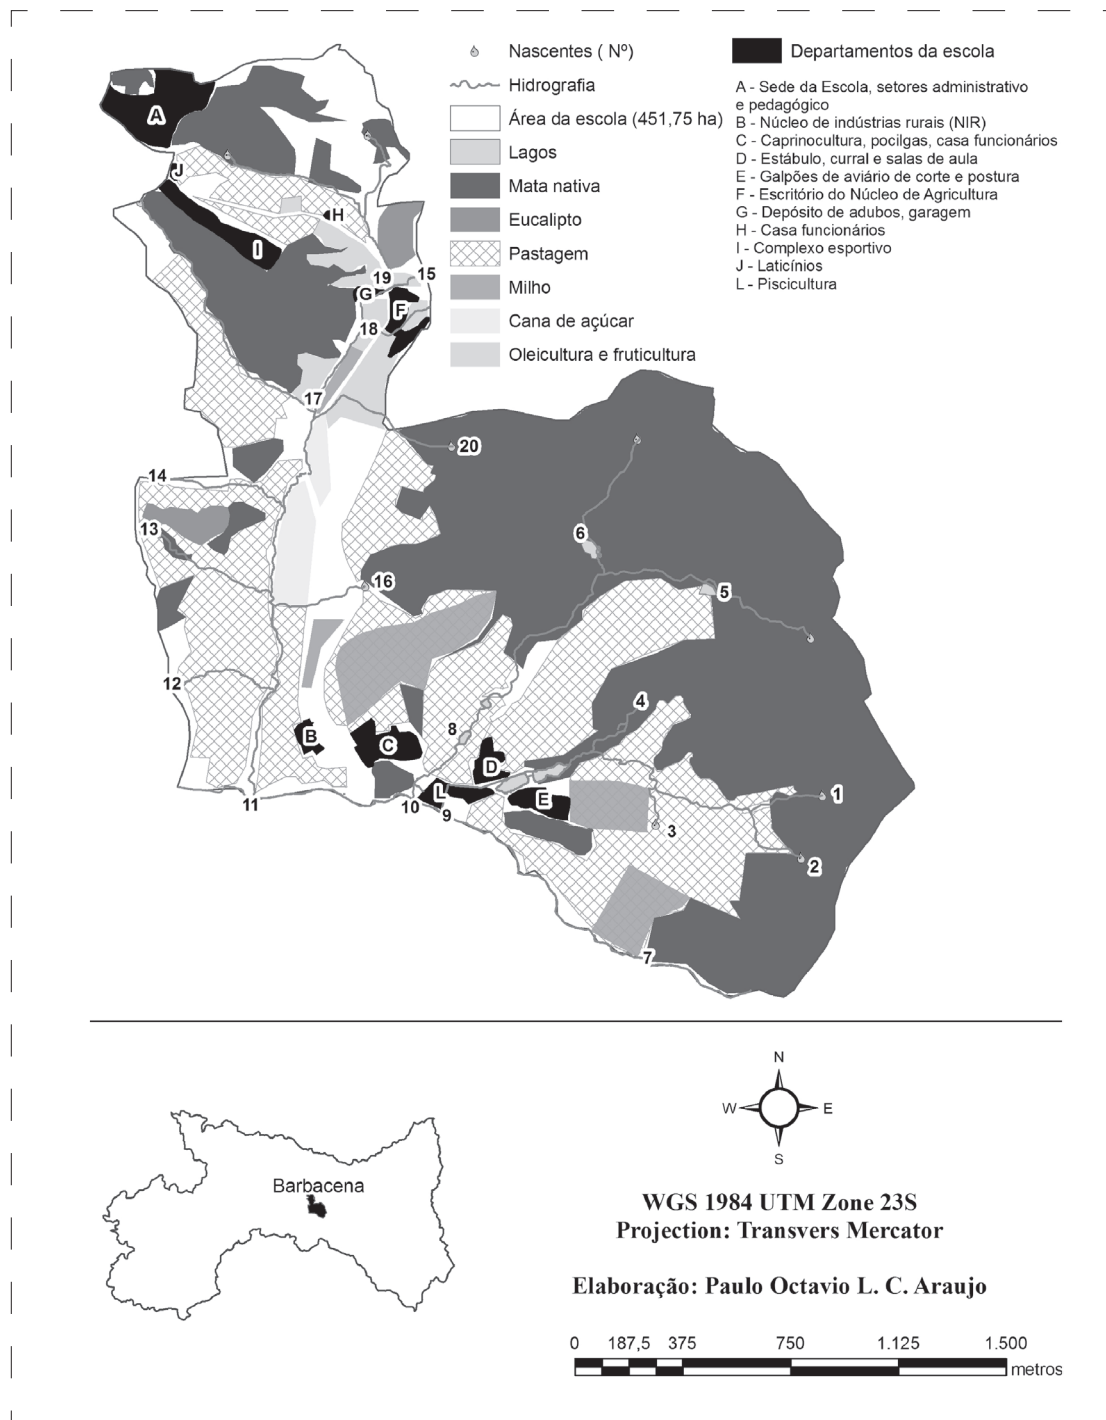 Nascentes ( Nº)
Hidrografia
Área da escola (451,75 ha)
Lagos
Mata nativa
Eucalipto
Pastagem
Milho
Cana de açúcar
Oleicultura e fruticultura
Departamentos da escola
A - Sede da Escola, setores administrativo
e pedagógico
B - Núcleo de indústrias rurais (NIR)
C - Caprinocultura, pocilgas, casa funcionários
D - Estábulo, curral e salas de aula
E - Galpões de aviário de corte e postura
F - Escritório do Núcleo de Agricultura
G - Depósito de adubos, garagem
H - Casa funcionários
I - Complexo esportivo
J - Laticínios
L - Piscicultura
A
J
H
I
19
15
G
F
18
17
20
14
13
6
16
5
12
4
8
B
C
D
L
E
1
11
10
9
3
2
7
N
W
E
S
Barbacena
WGS 1984 UTM Zone 23S
Projection: Transvers Mercator
Elaboração: Paulo Octavio L. C. Araujo
0 187,5 375 750 1.125 1.500
metros